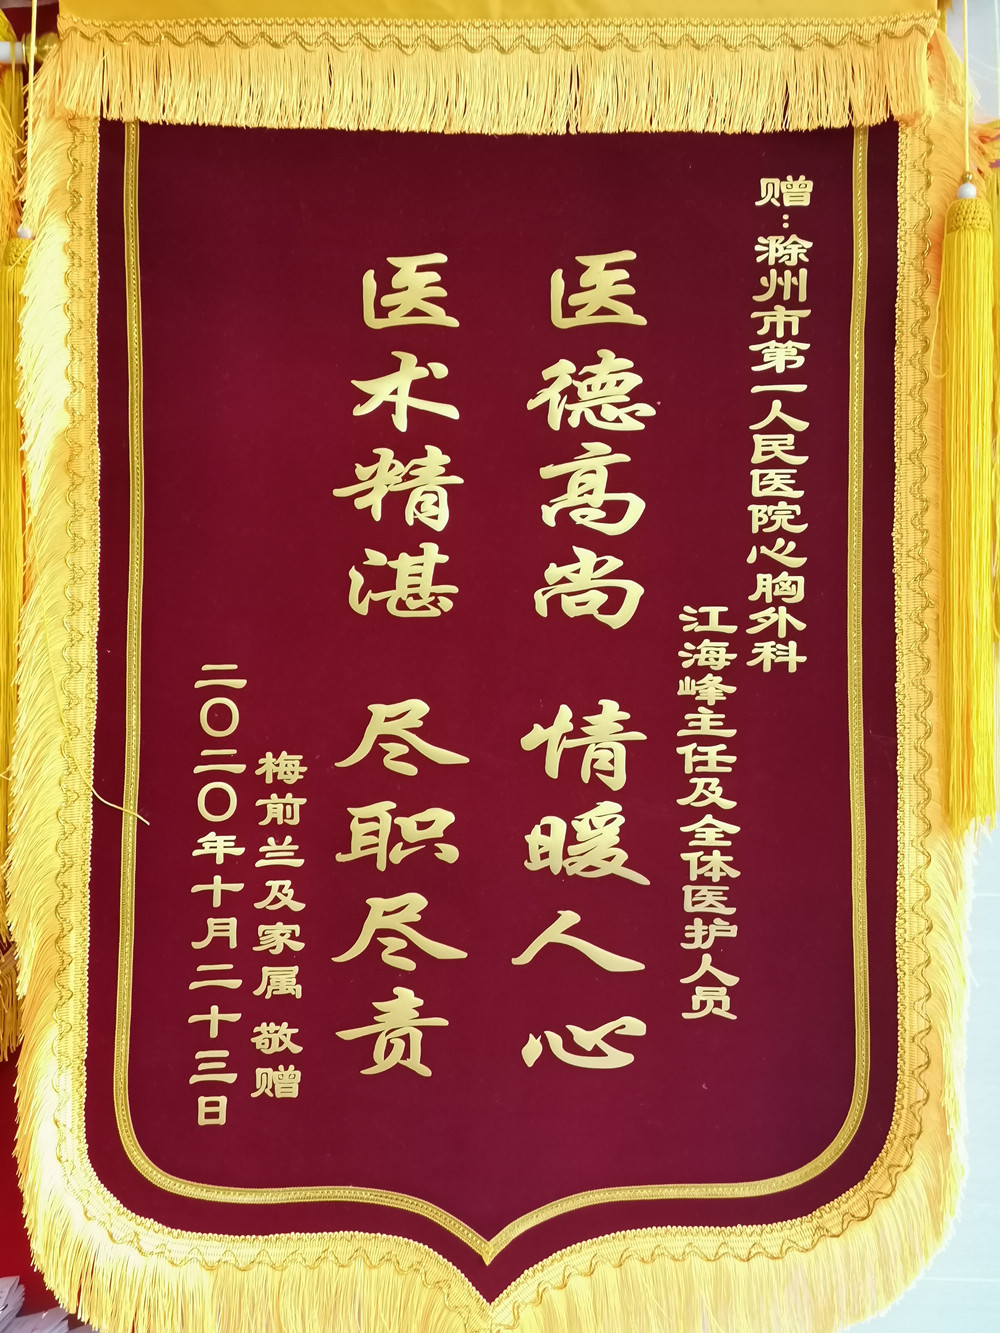 赠:滁州市第一人民医院心胸外科
江海峰主任及全体医护人员
医德高尚 情暖人心
医术精湛 尽职尽责
梅前兰及家属 敬赠
二〇二〇年十月二十三日